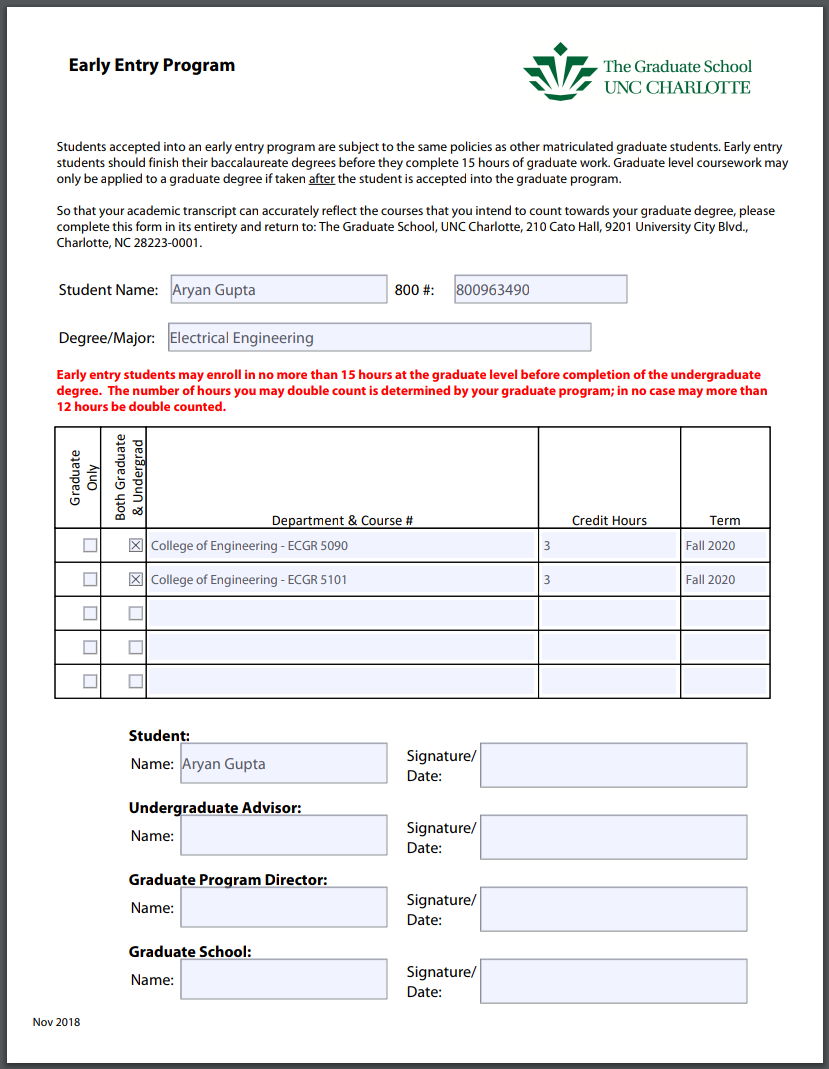 Early Entry Program
The Graduate School
UNC CHARLOTTE
Students accepted into an early entry program are subject to the same policies as other matriculated graduate students. Early entry
students should finish their baccalaureate degrees before they complete 15 hours of graduate work. Graduate level coursework may
only be applied to a graduate degree if taken after the student is accepted into the graduate program.
So that your academic transcript can accurately reflect the courses that you intend to count towards your graduate degree, please
complete this form in its entirety and return to: The Graduate School, UNC Charlotte, 210 Cato Hall, 9201 University City Blvd.,
Charlotte, NC 28223-0001.
Student Name: Aryan Gupta 800 #: 800963490
Degree/Major: Electrical Engineering
Early entry students may enroll in no more than 15 hours at the graduate level before completion of the undergraduate
degree. The number of hours you may double count is determined by your graduate program; in no case may more than
12 hours be double counted.
Graduate
Only
Both Graduate
& Undergrad
Department & Course # Credit Hours Term
College of Engineering - ECGR 5090 3 Fall 2020
College of Engineering - ECGR 5101 3 Fall 2020
Student:
Name: Aryan Gupta Signature/
Date:
Undergraduate Advisor:
Name: Signature/
Date:
Graduate Program Director:
Name: Signature/
Date:
Graduate School:
Name: Signature/
Date:
Nov 2018